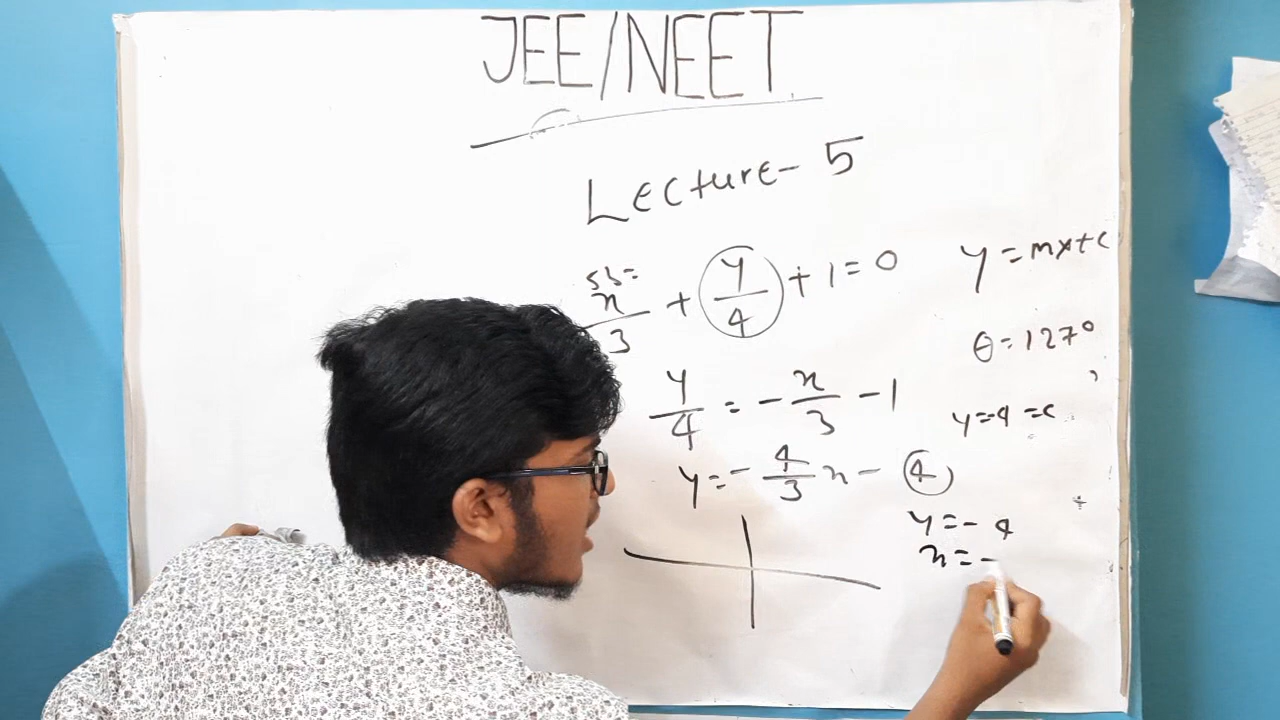 JEE/NEET
Lecture-5
x/3 + y/4 + 1 = 0
y = mx+c
θ = 127°
y/4 = -x/3 - 1
y=-4 =c
y = -4/3 x - 4
y = -4
x = -